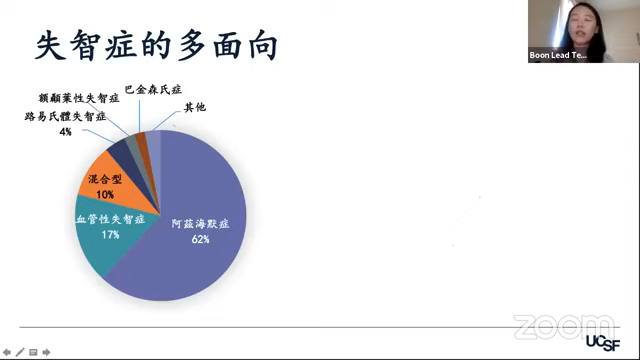 失智症的多面向
Boon Lead Te...
巴金森氏症
額顳葉性失智症
其他
路易氏體失智症
4%
混合型
10%
血管性失智症
17%
阿茲海默症
62%
zoom
UCSF